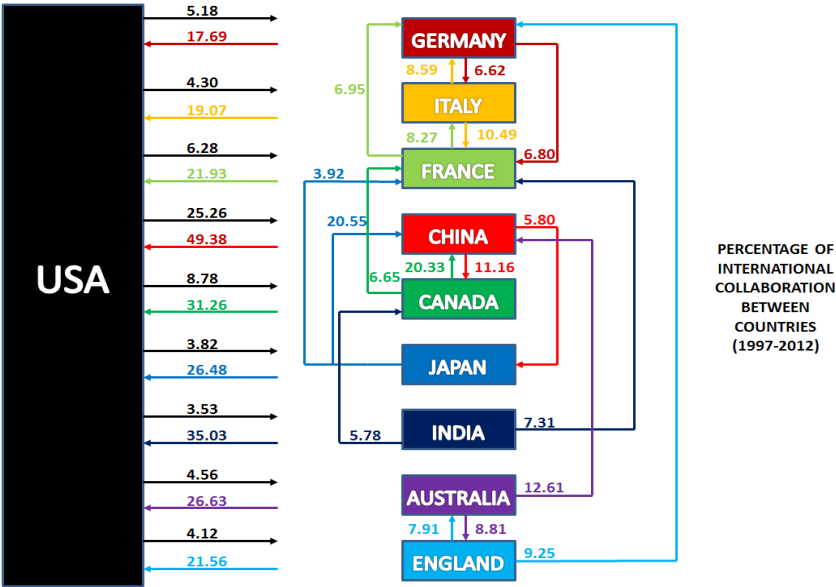 5.18
17.69
4.30
19.07
6.28
21.93
25.26
49.38
8.78
31.26
3.82
26.48
3.53
35.03
4.56
26.63
4.12
21.56
USA
GERMANY
8.59 6.62
6.95
ITALY
8.27 10.49
6.80
FRANCE
3.92
20.55
CHINA
5.80
6.65 20.33 11.16
CANADA
JAPAN
INDIA
7.31
5.78
AUSTRALIA
12.61
7.91 8.81
ENGLAND
9.25
PERCENTAGE OF
INTERNATIONAL
COLLABORATION
BETWEEN
COUNTRIES
(1997-2012)